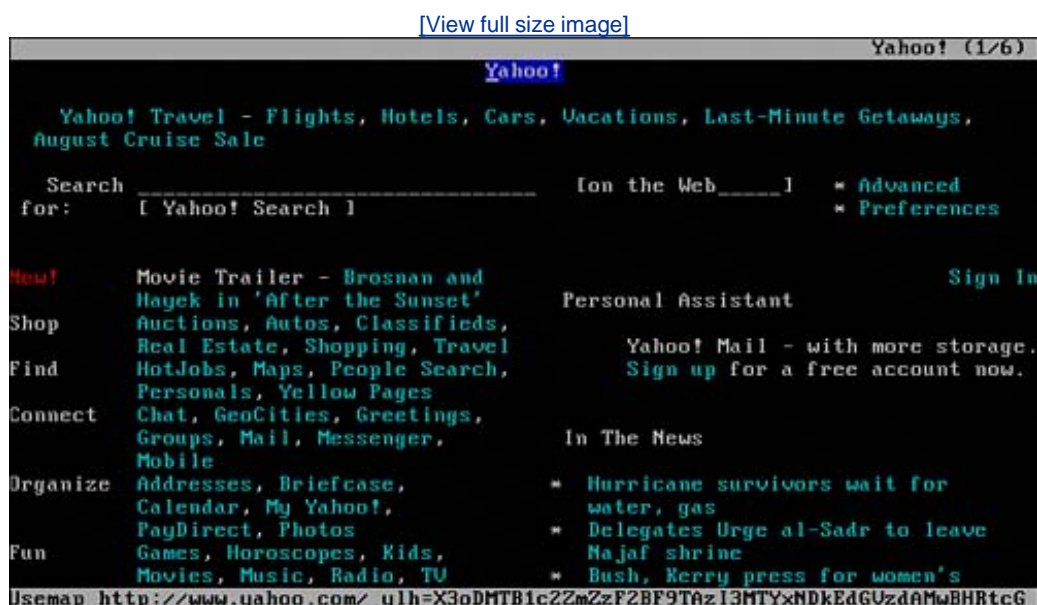 [View full size image]
Yahoo! (1/6)
Yahoo!
Yahoo! Travel - Flights, Hotels, Cars, Vacations, Last-Minute Getaways,
August Cruise Sale
Search ______________________________ [on the Web_____] * Advanced
for: [ Yahoo! Search ] * Preferences
New! Movie Trailer - Brosnan and Sign In
Hayek in 'After the Sunset' Personal Assistant
Shop Auctions, Autos, Classifieds,
Real Estate, Shopping, Travel Yahoo! Mail - with more storage.
Find HotJobs, Maps, People Search, Sign up for a free account now.
Personals, Yellow Pages
Connect Chat, GeoCities, Greetings,
Groups, Mail, Messenger, In The News
Mobile
Organize Addresses, Briefcase, * Hurricane survivors wait for
Calendar, My Yahoo!, water, gas
PayDirect, Photos * Delegates Urge al-Sadr to leave
Fun Games, Horoscopes, Kids, Najaf shrine
Movies, Music, Radio, TV * Bush, Kerry press for women's
Usemap http://www.yahoo.com/